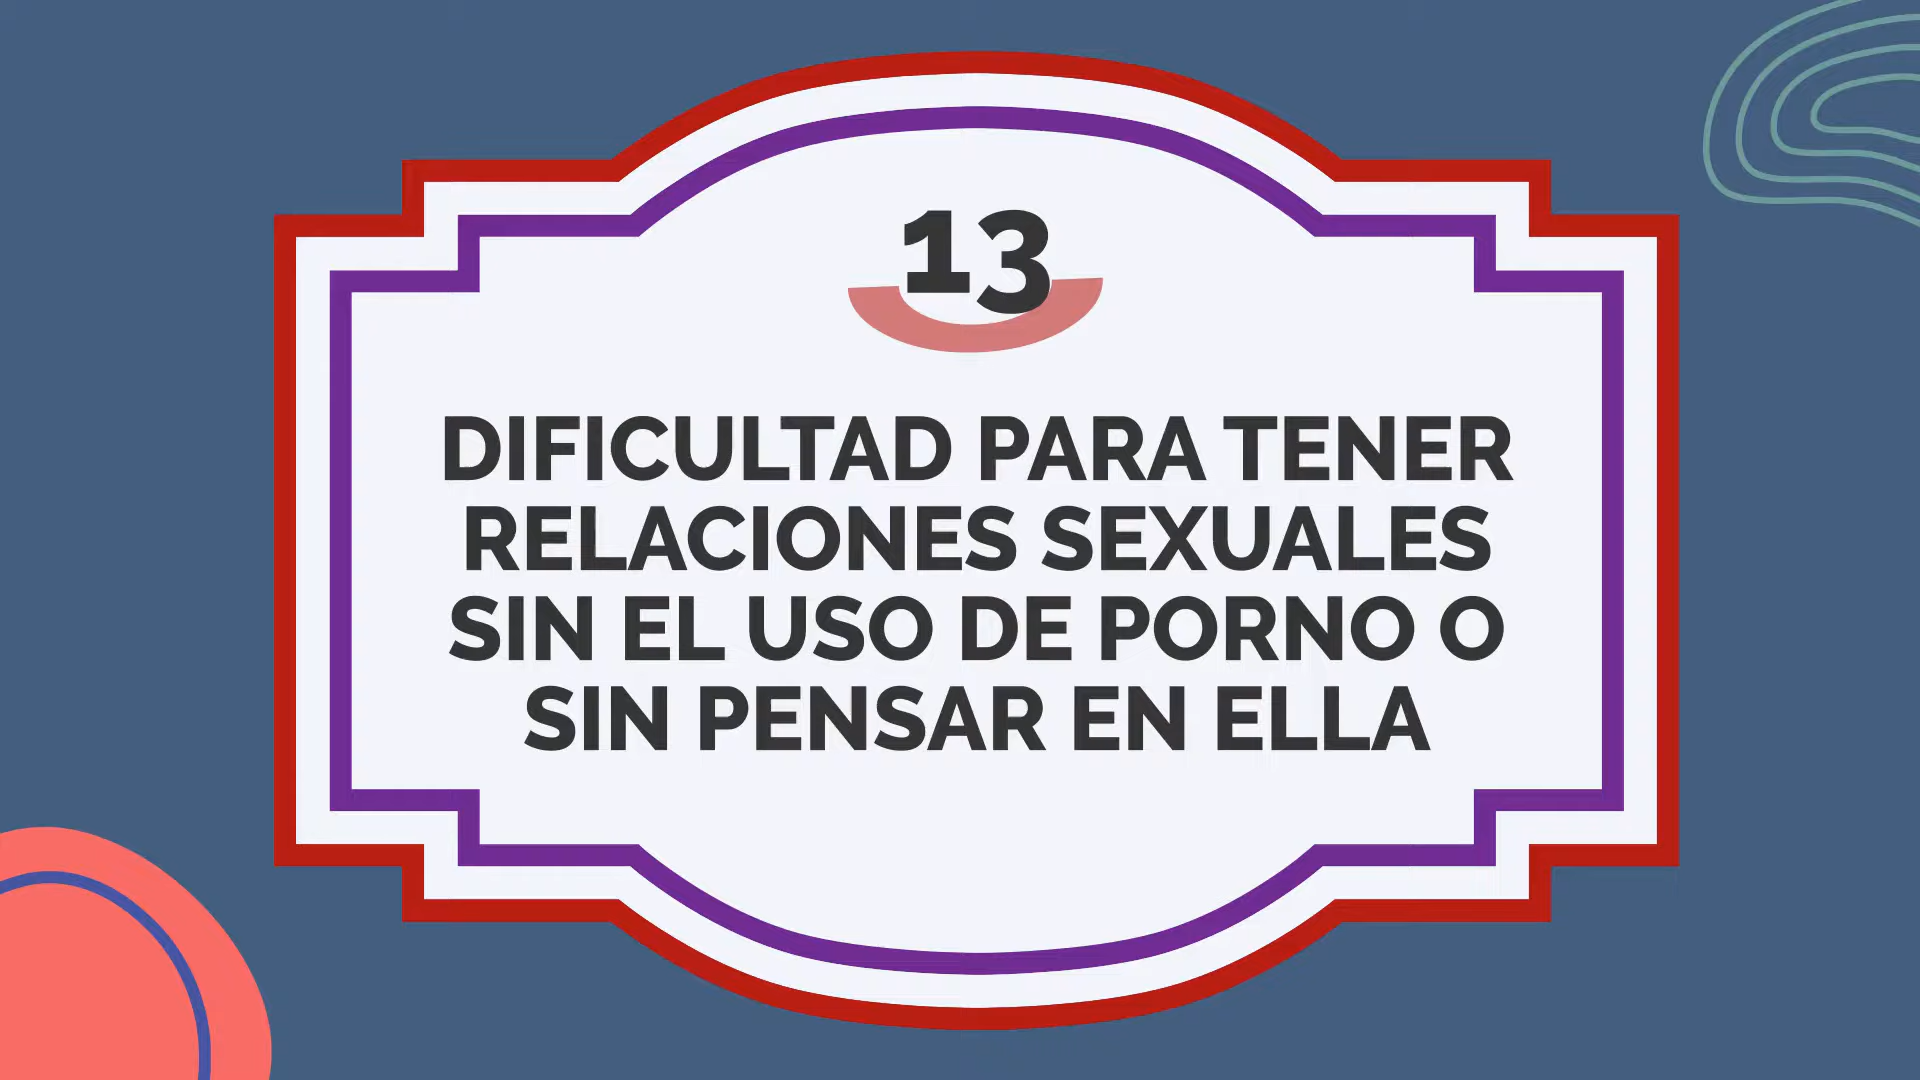 13
DIFICULTAD PARA TENER
RELACIONES SEXUALES
SIN EL USO DE PORNO O
SIN PENSAR EN ELLA